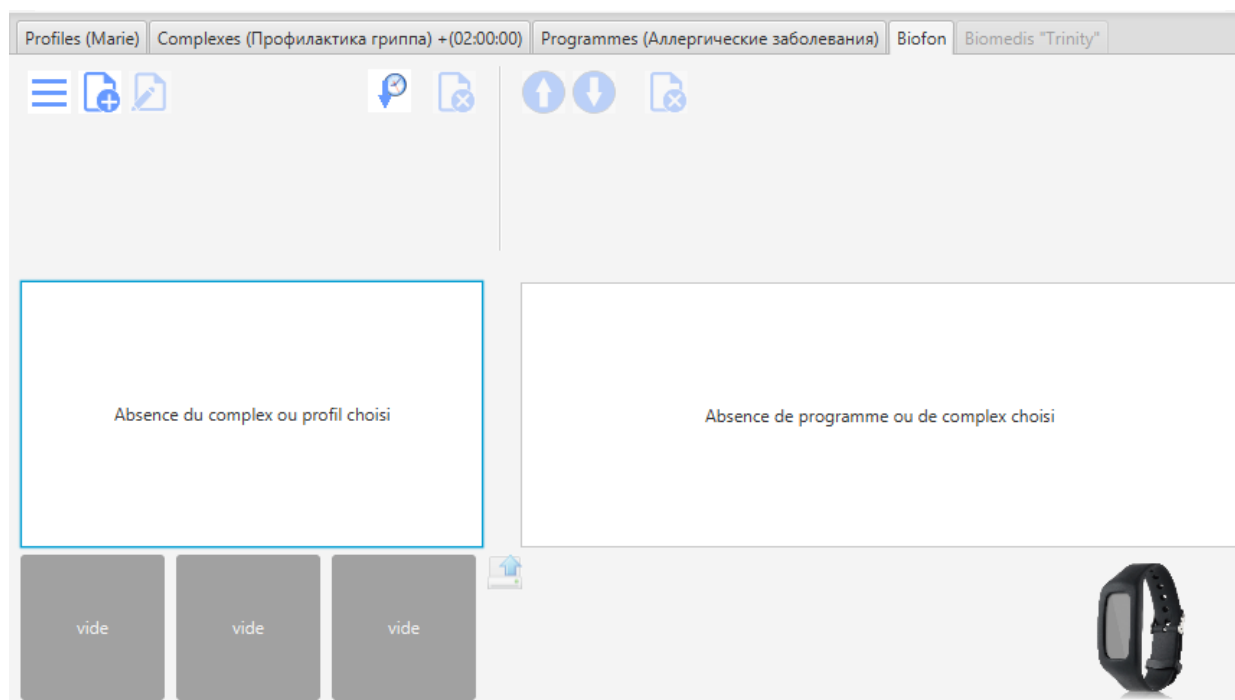 Profiles (Marie) Complexes (Профилактика гриппа) +(02:00:00) Programmes (Аллергические заболевания) Biofon Biomedis "Trinity"
Absence du complex ou profil choisi
Absence de programme ou de complex choisi
vide vide vide